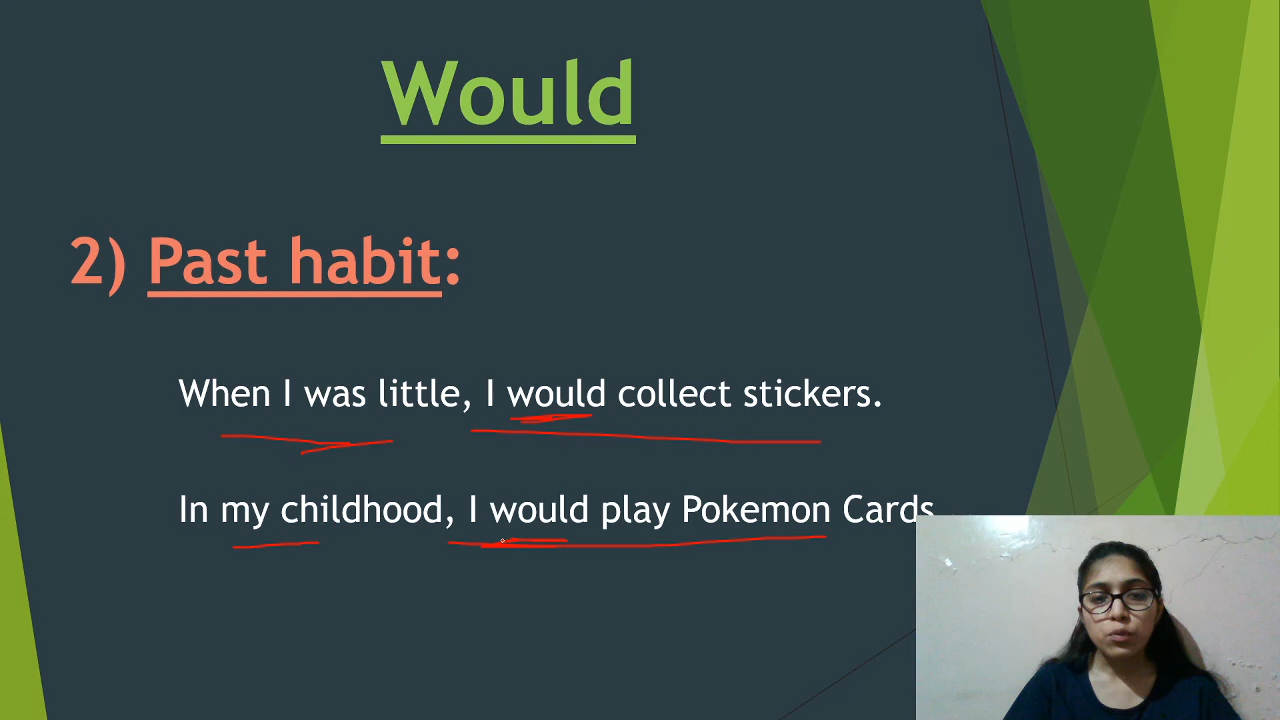 Would
2) Past habit:
When I was little, I would collect stickers.
In my childhood, I would play Pokemon Cards